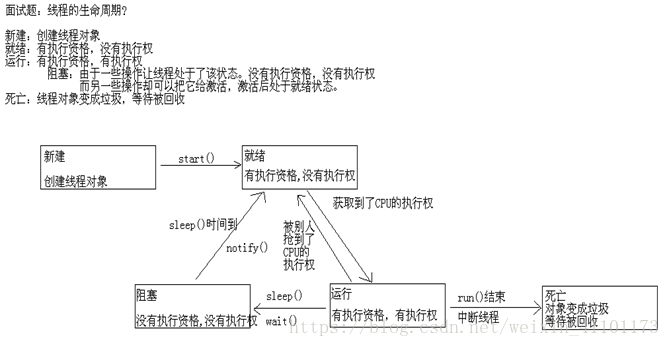 面试题：线程的生命周期？
新建：创建线程对象
就绪：有执行资格，没有执行权
运行：有执行资格，有执行权
阻塞：由于一些操作让线程处于了该状态。没有执行资格，没有执行权
而另一些操作却可以把它给激活，激活后处于就绪状态。
死亡：线程对象变成垃圾，等待被回收
新建
创建线程对象
start()
就绪
有执行资格,没有执行权
获取到了CPU的执行权
sleep()时间到
notify()
被别人
抢到了
CPU的
执行权
阻塞
没有执行资格,没有执行权
sleep()
wait()
运行
有执行资格，有执行权
run()结束
中断线程
死亡
对象变成垃圾
等待被回收